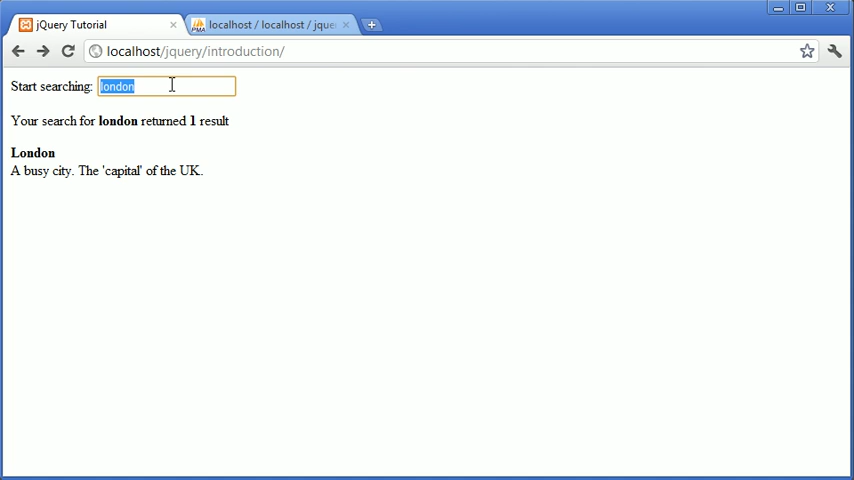 jQuery Tutorial
localhost / localhost / jque
localhost/jquery/introduction/
Start searching: london
Your search for london returned 1 result
London
A busy city. The 'capital' of the UK.